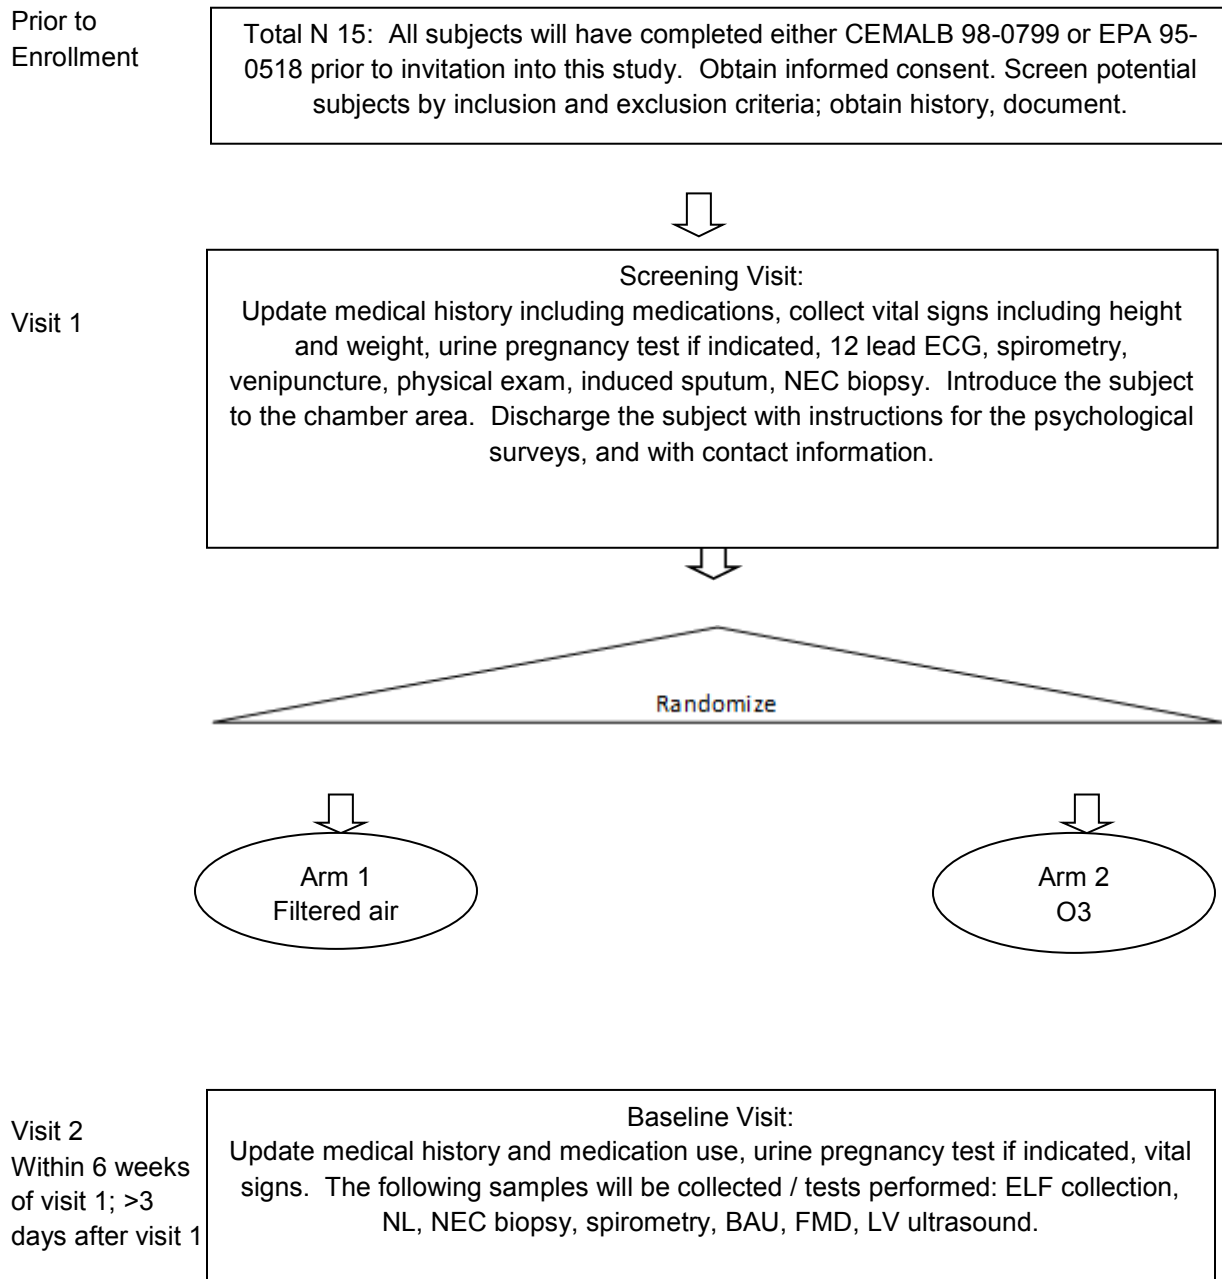 Prior to
Enrollment
Total N 15:  All subjects will have completed either CEMALB 98-0799 or EPA 95-
0518 prior to invitation into this study.  Obtain informed consent. Screen potential
subjects by inclusion and exclusion criteria; obtain history, document.
Visit 1
Screening Visit:
Update medical history including medications, collect vital signs including height
and weight, urine pregnancy test if indicated, 12 lead ECG, spirometry,
venipuncture, physical exam, induced sputum, NEC biopsy.  Introduce the subject
to the chamber area.  Discharge the subject with instructions for the psychological
surveys, and with contact information.
Randomize
Arm 1
Filtered air
Arm 2
O3
Visit 2
Within 6 weeks
of visit 1; >3
days after visit 1
Baseline Visit:
Update medical history and medication use, urine pregnancy test if indicated, vital
signs.  The following samples will be collected / tests performed: ELF collection,
NL, NEC biopsy, spirometry, BAU, FMD, LV ultrasound.